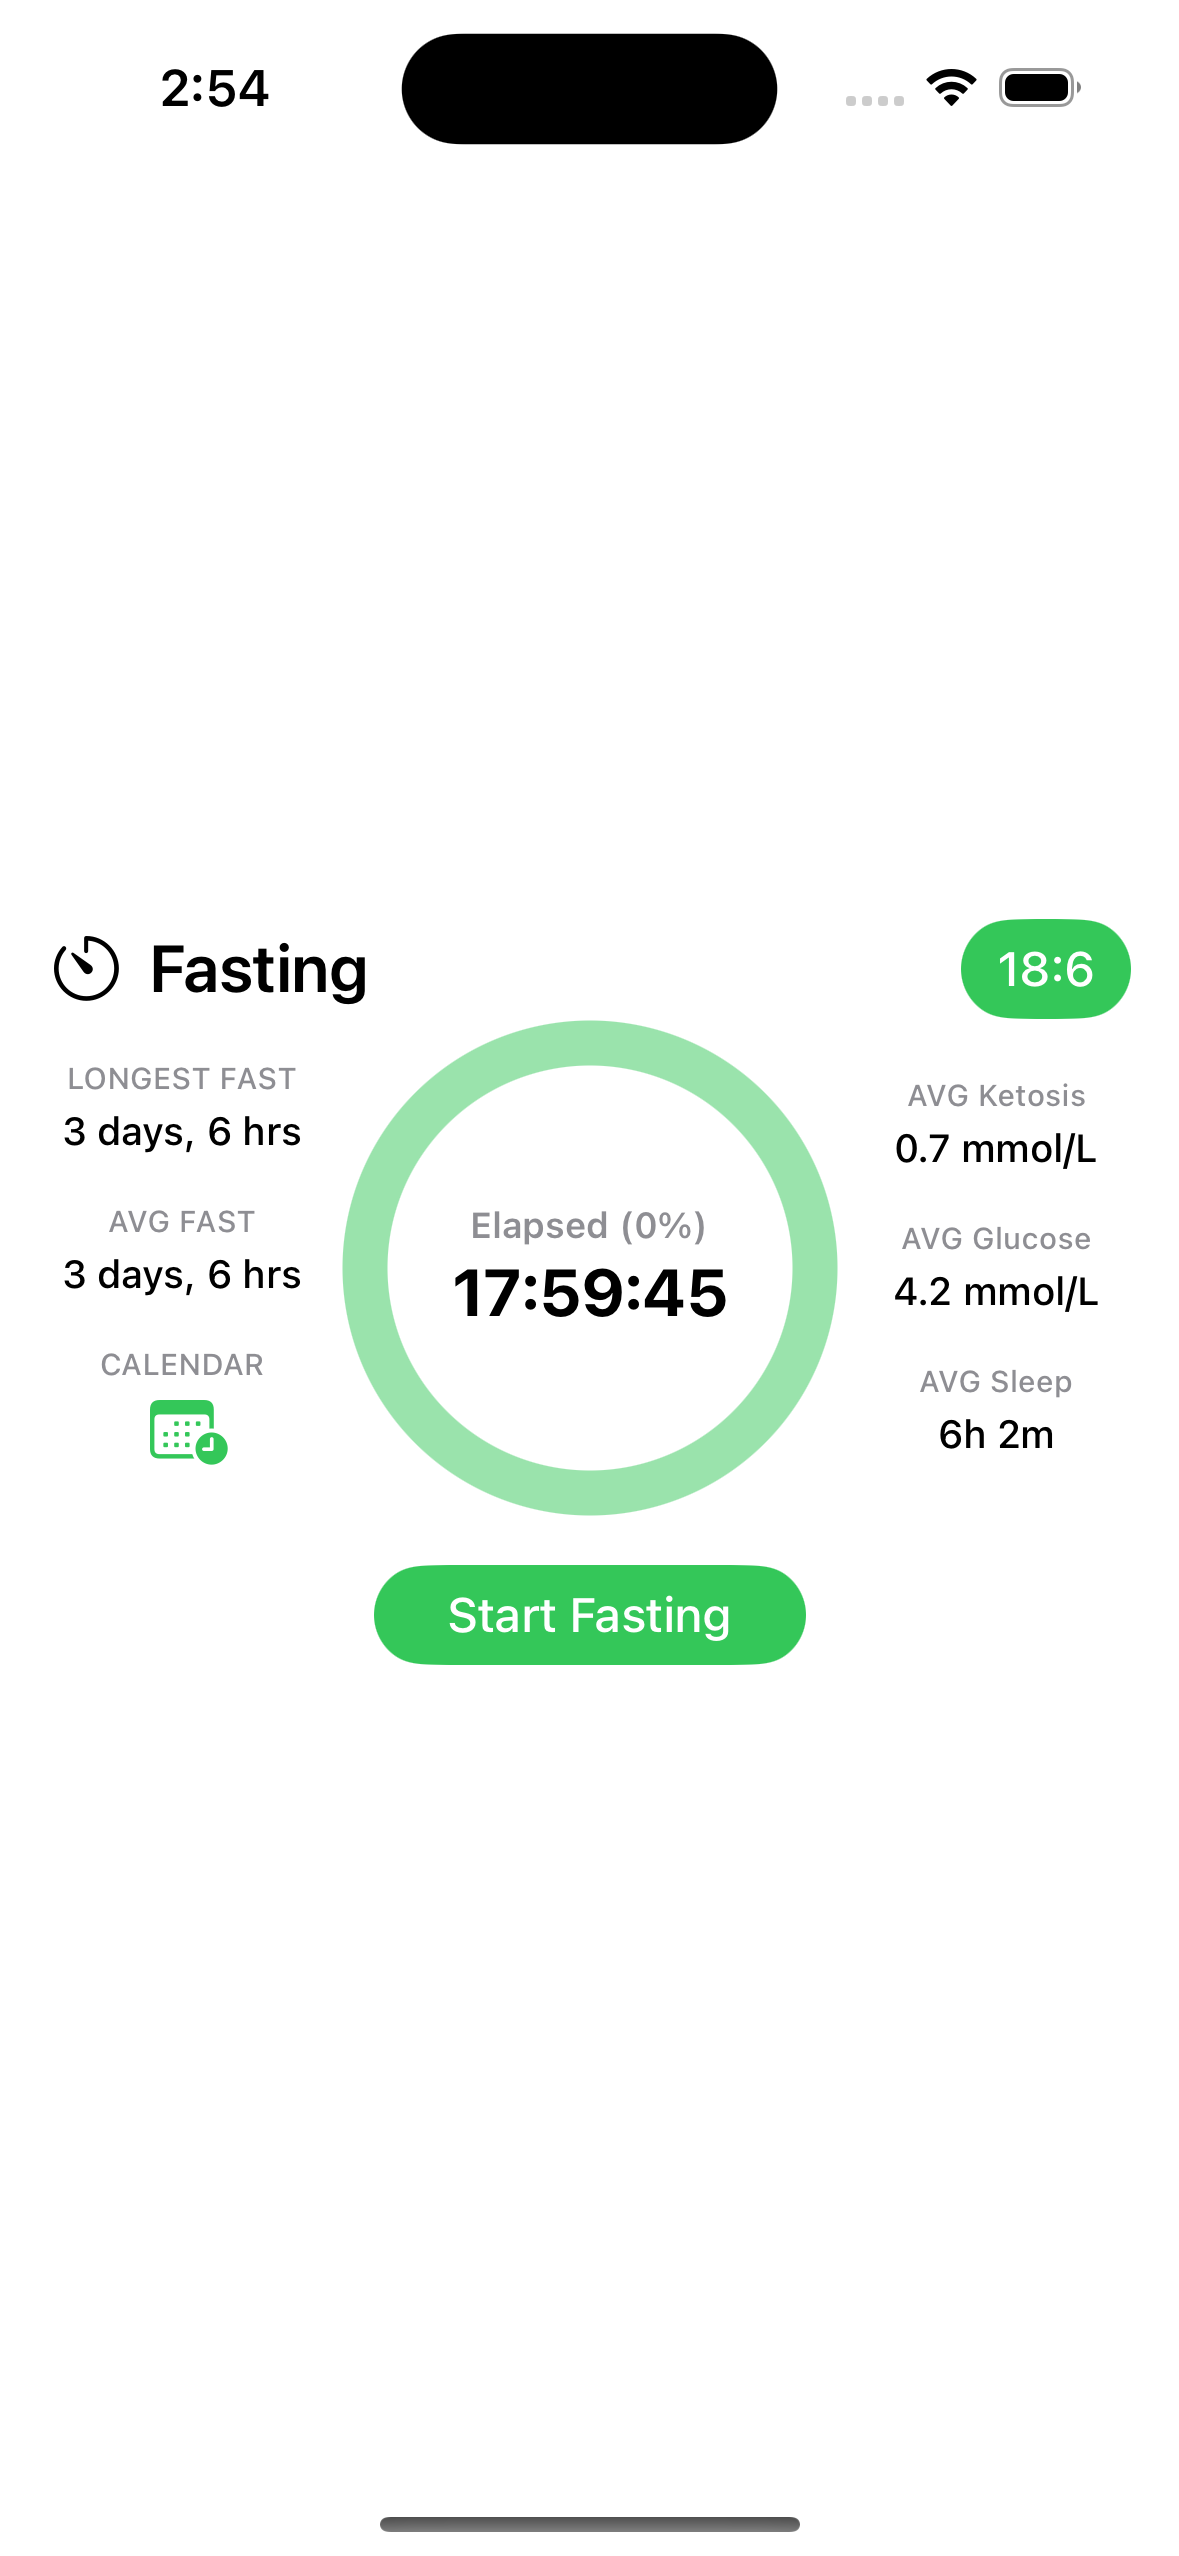 2:54
Fasting
18:6
LONGEST FAST
3 days, 6 hrs
AVG FAST
3 days, 6 hrs
CALENDAR
Elapsed (0%)
17:59:45
AVG Ketosis
0.7 mmol/L
AVG Glucose
4.2 mmol/L
AVG Sleep
6h 2m
Start Fasting